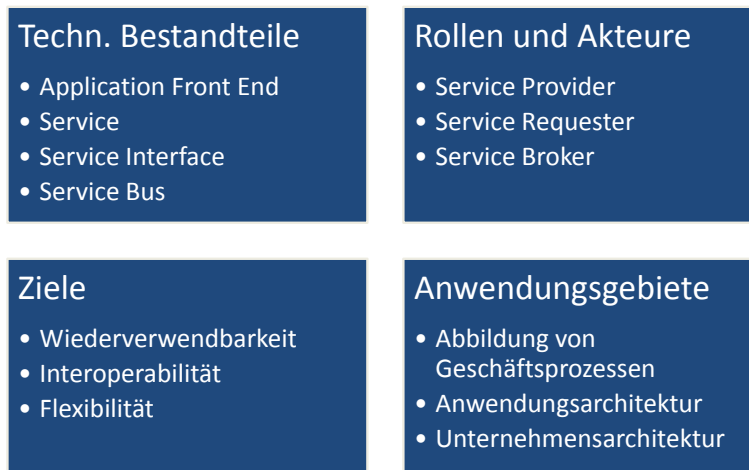 Techn. Bestandteile
• Application Front End
• Service
• Service Interface
• Service Bus
Rollen und Akteure
• Service Provider
• Service Requester
• Service Broker
Ziele
• Wiederverwendbarkeit
• Interoperabilität
• Flexibilität
Anwendungsgebiete
• Abbildung von
Geschäftsprozessen
• Anwendungsarchitektur
• Unternehmensarchitektur